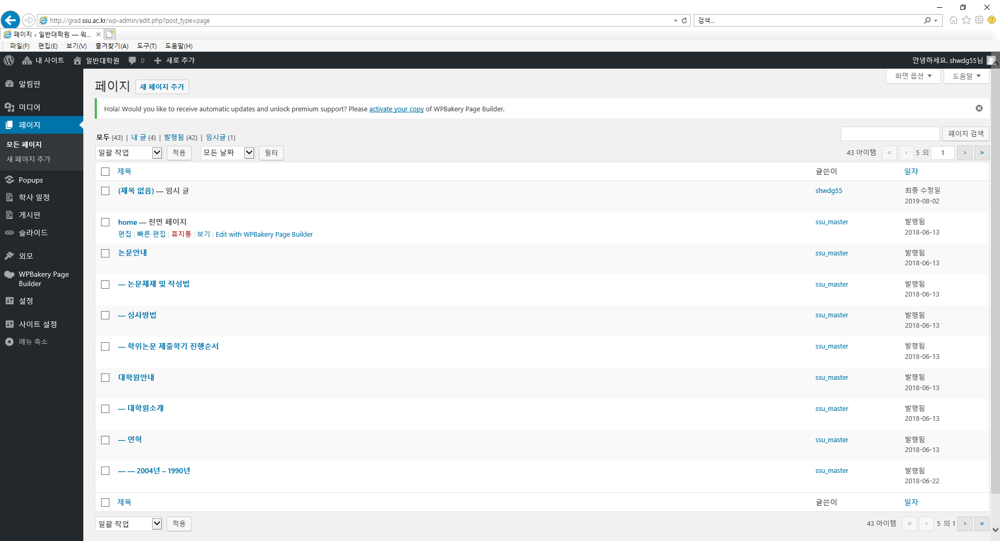 http://grad.ssu.ac.kr/wp-admin/edit.php?post_type=page
검색...
페이지 ‹ 일반대학원 — 워...
파일(F) 편집(E) 보기(V) 즐겨찾기(A) 도구(T) 도움말(H)
내 사이트 일반대학원 0 새로 추가
안녕하세요, shwdg55님
알림판
미디어
페이지
모든 페이지
새 페이지 추가
Popups
학사 일정
게시판
슬라이드
외모
WPBakery Page
Builder
설정
사이트 설정
메뉴 축소
화면 옵션 도움말
페이지 새 페이지 추가
Hola! Would you like to receive automatic updates and unlock premium support? Please activate your copy of WPBakery Page Builder.
모두 (43) | 내 글 (4) | 발행됨 (42) | 임시글 (1)
페이지 검색
일괄 작업 적용 모든 날짜 필터
43 아이템 « ‹ 5 의 1 › »
제목 글쓴이 일자
(제목 없음) — 임시 글 shwdg55 최종 수정일
2019-08-02
home — 전면 페이지 ssu_master 발행됨
편집 | 빠른 편집 | 휴지통 | 보기 | Edit with WPBakery Page Builder 2018-06-13
논문안내 ssu_master 발행됨
2018-06-13
— 논문체제 및 작성법 ssu_master 발행됨
2018-06-13
— 심사방법 ssu_master 발행됨
2018-06-13
— 학위논문 제출학기 진행순서 ssu_master 발행됨
2018-06-13
대학원안내 ssu_master 발행됨
2018-06-13
— 대학원소개 ssu_master 발행됨
2018-06-13
— 연혁 ssu_master 발행됨
2018-06-13
— — 2004년 – 1990년 ssu_master 발행됨
2018-06-22
제목 글쓴이 일자
일괄 작업 적용
43 아이템 « ‹ 5 의 1 › »